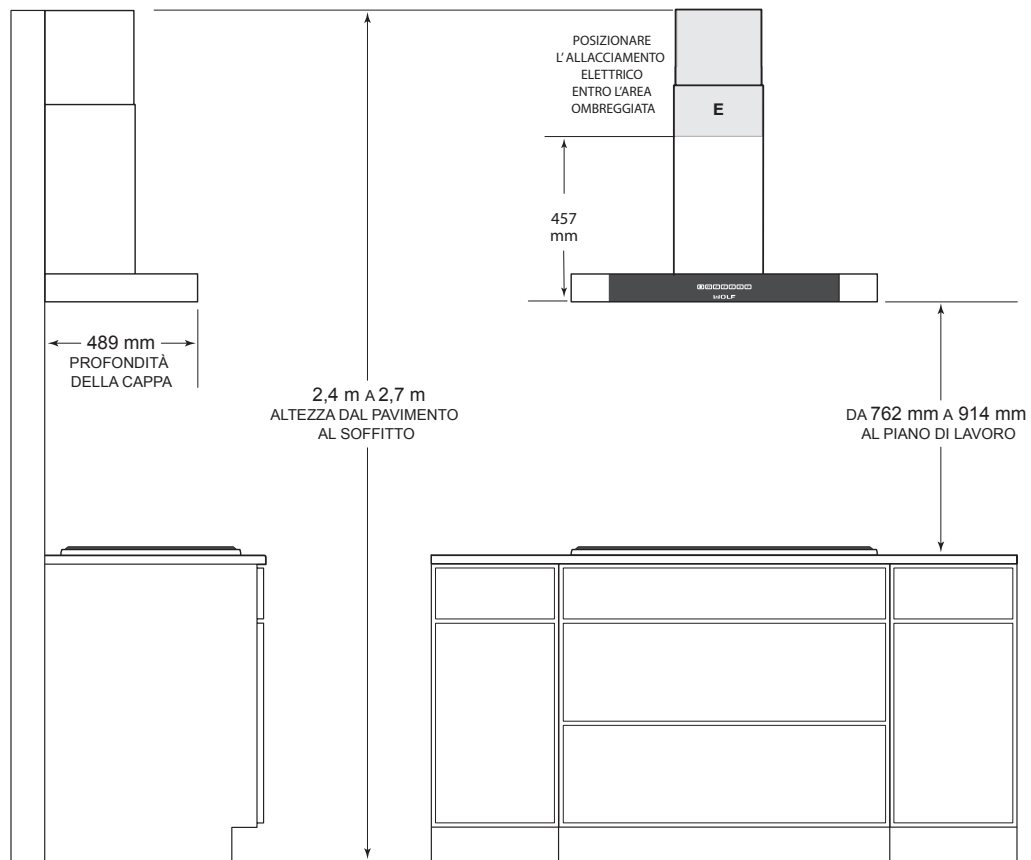 POSIZIONARE
L'ALLACCIAMENTO
ELETTRICO
ENTRO L'AREA
OMBREGGIATA
E
457
mm
WOLF
489 mm
PROFONDITÀ
DELLA CAPPA
2,4 m A 2,7 m
ALTEZZA DAL PAVIMENTO
AL SOFFITTO
DA 762 mm A 914 mm
AL PIANO DI LAVORO